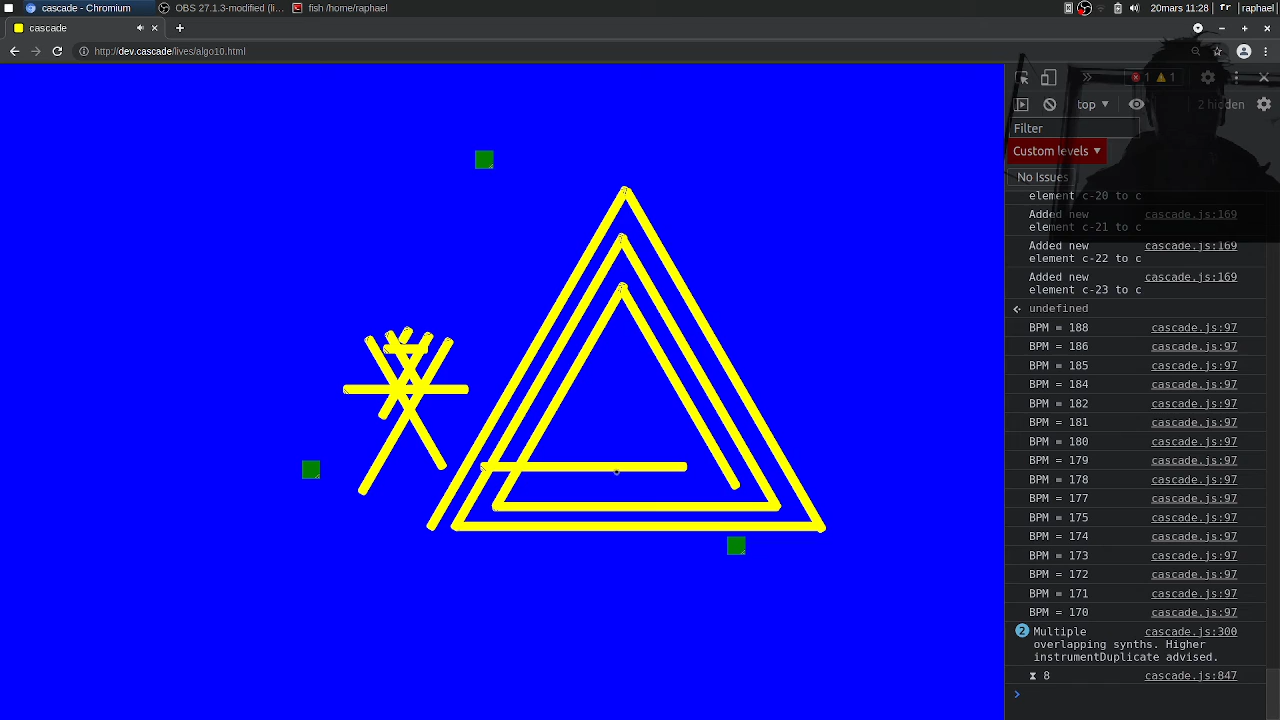 cascade - Chromium
OBS 27.1.3-modified (li...
fish /home/raphael
20mars 11:28
raphael
cascade
http://dev.cascade/lives/algo10.html
1 1
top ▼
2 hidden
Filter
Custom levels ▼
No Issues
element c-20 to c
Added new cascade.js:169
element c-21 to c
Added new cascade.js:169
element c-22 to c
Added new cascade.js:169
element c-23 to c
undefined
BPM = 188 cascade.js:97
BPM = 186 cascade.js:97
BPM = 185 cascade.js:97
BPM = 184 cascade.js:97
BPM = 182 cascade.js:97
BPM = 181 cascade.js:97
BPM = 180 cascade.js:97
BPM = 179 cascade.js:97
BPM = 178 cascade.js:97
BPM = 177 cascade.js:97
BPM = 175 cascade.js:97
BPM = 174 cascade.js:97
BPM = 173 cascade.js:97
BPM = 172 cascade.js:97
BPM = 171 cascade.js:97
BPM = 170 cascade.js:97
2 Multiple cascade.js:300
overlapping synths. Higher
instrumentDuplicate advised.
⧗ 8 cascade.js:847